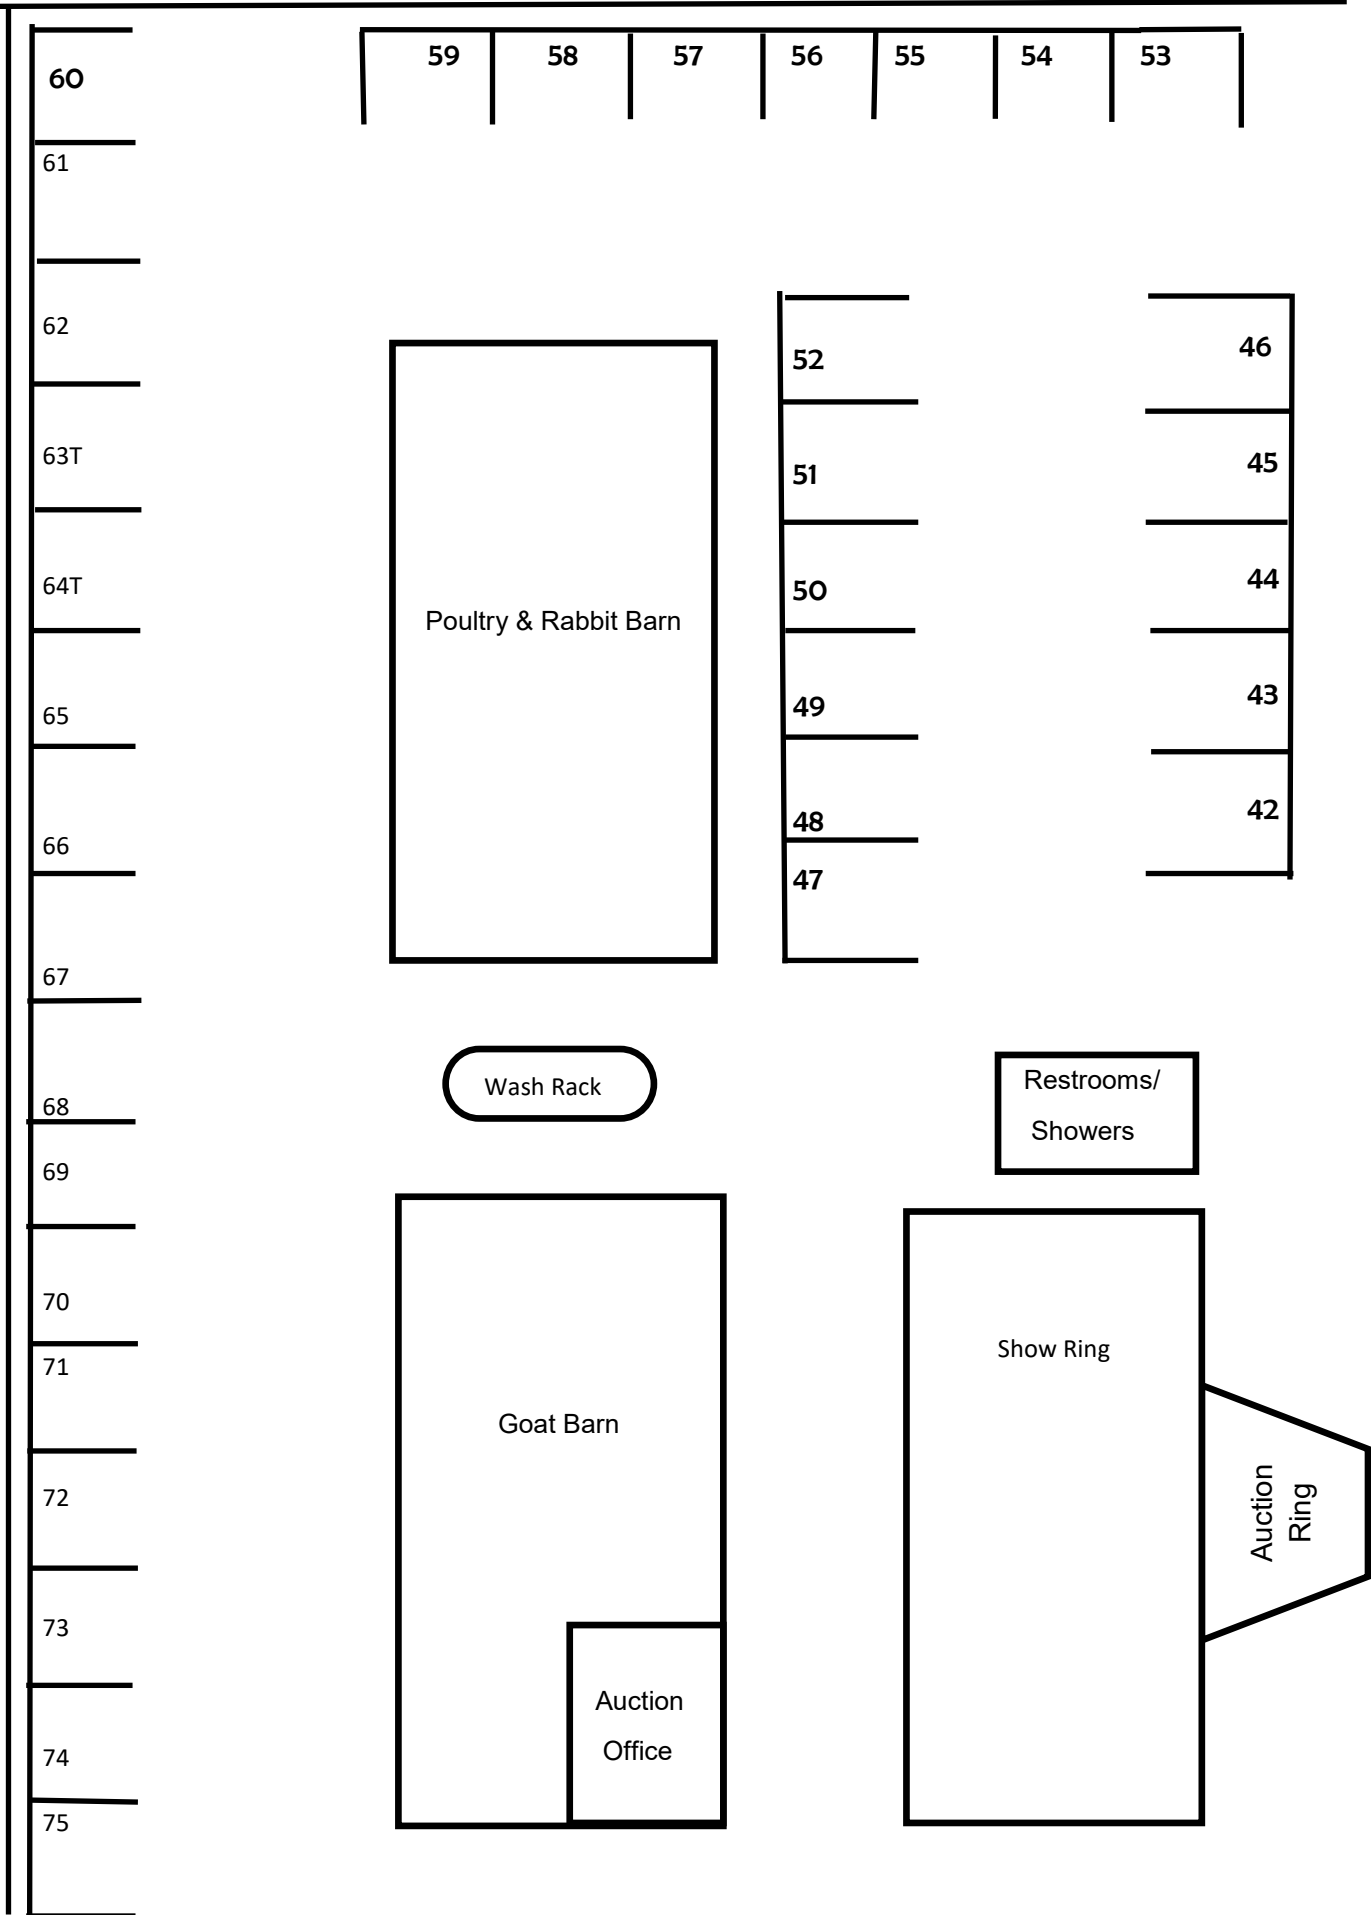 59 58 57 56 55 54 53
60
61
62
63T
64T
65
66
67
68
69
70
71
72
73
74
75
52
51
50
49
48
47
46
45
44
43
42
Poultry & Rabbit Barn
Wash Rack
Restrooms/
Showers
Goat Barn
Show Ring
Auction
Ring
Auction
Office